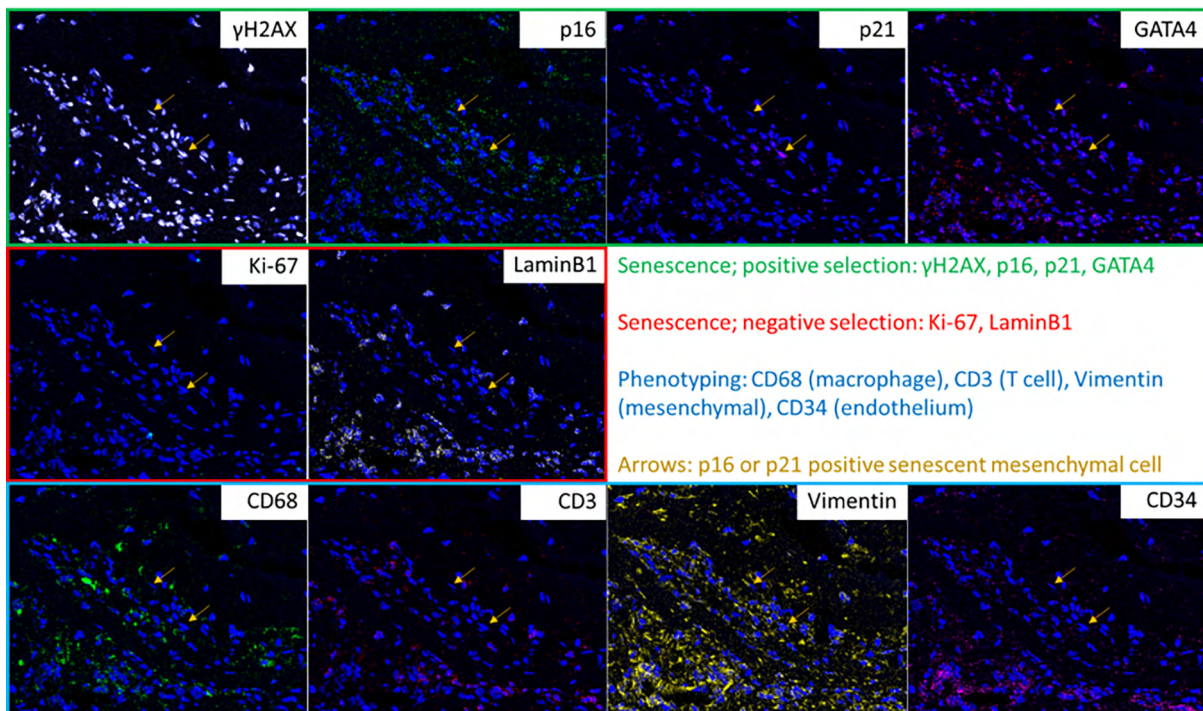 γH2AX
p16
p21
GATA4
Ki-67
LaminB1
Senescence; positive selection: γH2AX, p16, p21, GATA4
Senescence; negative selection: Ki-67, LaminB1
Phenotyping: CD68 (macrophage), CD3 (T cell), Vimentin
(mesenchymal), CD34 (endothelium)
Arrows: p16 or p21 positive senescent mesenchymal cell
CD68
CD3
Vimentin
CD34